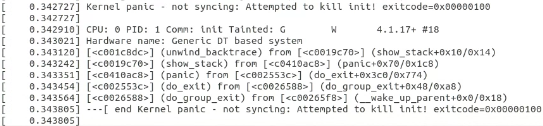 [    0.342727] Kernel panic - not syncing: Attempted to kill init! exitcode=0x00000100
[    0.342727]
[    0.342910] CPU: 0 PID: 1 Comm: init Tainted: G        W       4.1.17+ #18
[    0.343021] Hardware name: Generic DT based system
[    0.343120] [<c001c8dc>] (unwind_backtrace) from [<c0019c70>] (show_stack+0x10/0x14)
[    0.343242] [<c0019c70>] (show_stack) from [<c0410ac8>] (panic+0x70/0x1c8)
[    0.343351] [<c0410ac8>] (panic) from [<c002553c>] (do_exit+0x3c0/0x774)
[    0.343454] [<c002553c>] (do_exit) from [<c0026588>] (do_group_exit+0x48/0xa8)
[    0.343564] [<c0026588>] (do_group_exit) from [<c00265f8>] (__wake_up_parent+0x0/0x18)
[    0.343805] ---[ end Kernel panic - not syncing: Attempted to kill init! exitcode=0x00000100
[    0.343805]